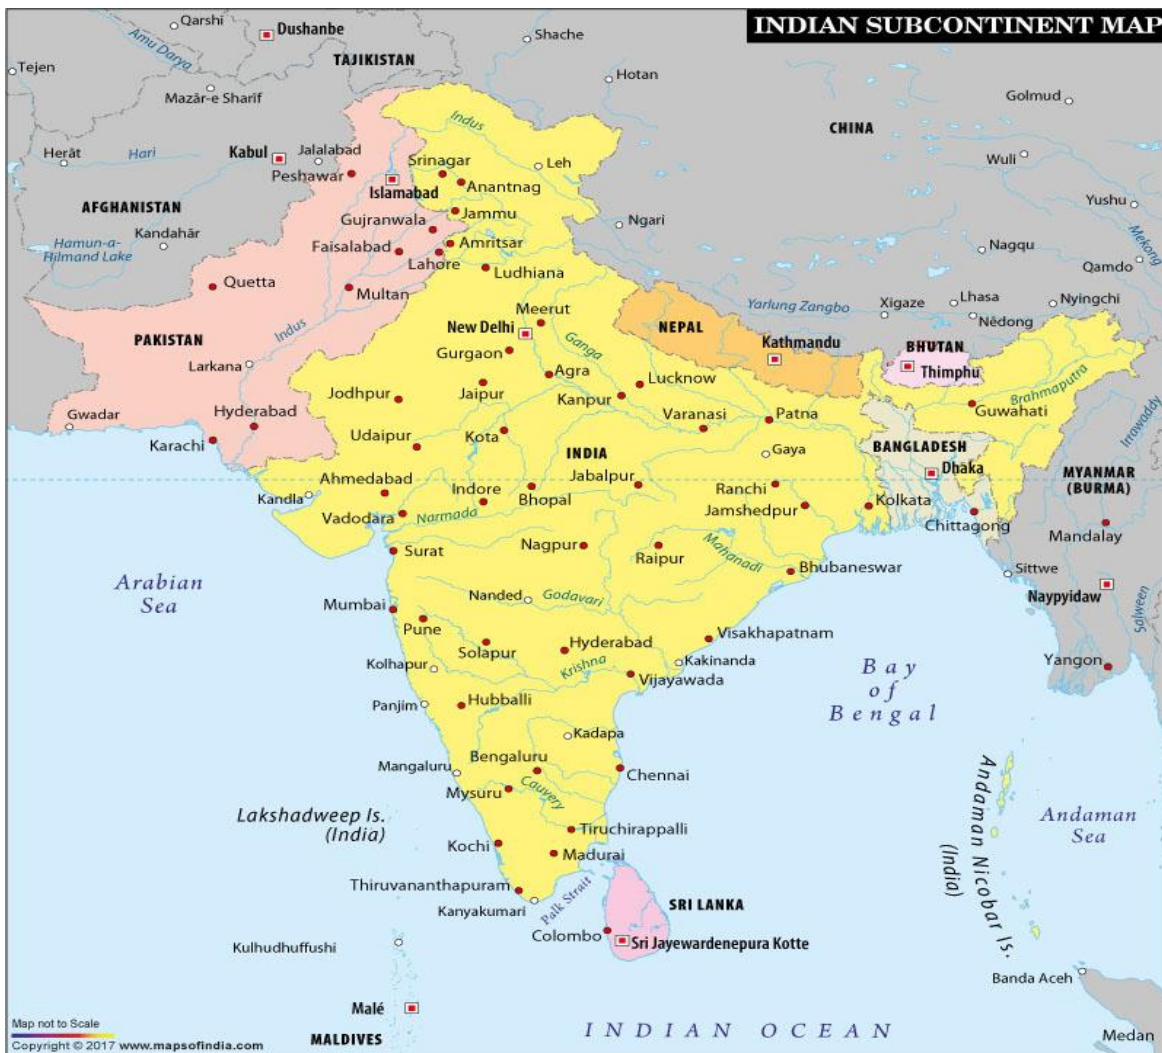 INDIAN SUBCONTINENT MAP
Qarshi
Dushanbe
Shache
Amu Darya
TAJIKISTAN
Tejen
Hotan
Mazār-e Sharīf
Golmud
Indus
CHINA
Herāt
Hari
Kabul
Jalalabad
Srinagar
Leh
Wuli
Peshawar
Islamabad
Anantnag
AFGHANISTAN
Jammu
Yushu
Gujranwala
Ngari
Mekong
Kandahār
Hamun-a-
Hilmand Lake
Faisalabad
Amritsar
Nagqu
Lahore
Qamdo
Ludhiana
Quetta
Multan
Yarlung Zangbo
Xigaze
Lhasa
Nyingchi
Indus
Meerut
Nêdong
PAKISTAN
New Delhi
NEPAL
Ganga
Kathmandu
BHUTAN
Gurgaon
Thimphu
Larkana
Agra
Lucknow
Jodhpur
Jaipur
Kanpur
Brahmaputra
Gwadar
Hyderabad
Varanasi
Patna
Guwahati
Irrawaddy
Karachi
Udaipur
Kota
INDIA
Gaya
BANGLADESH
Dhaka
MYANMAR
(BURMA)
Ahmedabad
Jabalpur
Kandla
Indore
Bhopal
Ranchi
Kolkata
Vadodara
Narmada
Jamshedpur
Chittagong
Mandalay
Surat
Nagpur
Raipur
Mahanadi
Bhubaneswar
Sittwe
Arabian
Sea
Mumbai
Nanded
Godavari
Naypyidaw
Salween
Pune
Solapur
Hyderabad
Visakhapatnam
Kolhapur
Krishna
Kakinanda
Yangon
Vijayawada
Bay
of
Bengal
Panjim
Hubballi
Kadapa
Mangaluru
Bengaluru
Chennai
Mysuru
Cauvery
Lakshadweep Is.
(India)
Andaman Nicobar Is.
(India)
Andaman
Sea
Tiruchirappalli
Kochi
Madurai
Thiruvananthapuram
Kanyakumari
Palk Strait
SRI LANKA
Colombo
Sri Jayewardenepura Kotte
Kulhudhuffushi
Banda Aceh
Malé
MALDIVES
Map not to Scale
Copyright © 2017 www.mapsofindia.com
INDIAN OCEAN
Medan